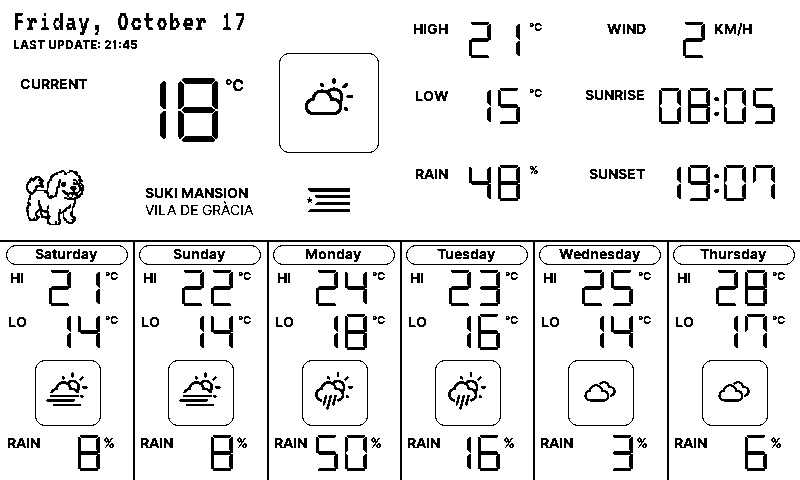 Friday, October 17
LAST UPDATE: 21:45
CURRENT 18 °C
HIGH 21 °C
LOW 15 °C
RAIN 48 %
WIND 2 KM/H
SUNRISE 08:05
SUNSET 19:07
SUKI MANSION
VILA DE GRÀCIA
Saturday
HI 21 °C
LO 14 °C
RAIN 8 %
Sunday
HI 22 °C
LO 14 °C
RAIN 8 %
Monday
HI 24 °C
LO 18 °C
RAIN 50 %
Tuesday
HI 23 °C
LO 16 °C
RAIN 16 %
Wednesday
HI 25 °C
LO 14 °C
RAIN 3 %
Thursday
HI 28 °C
LO 17 °C
RAIN 6 %